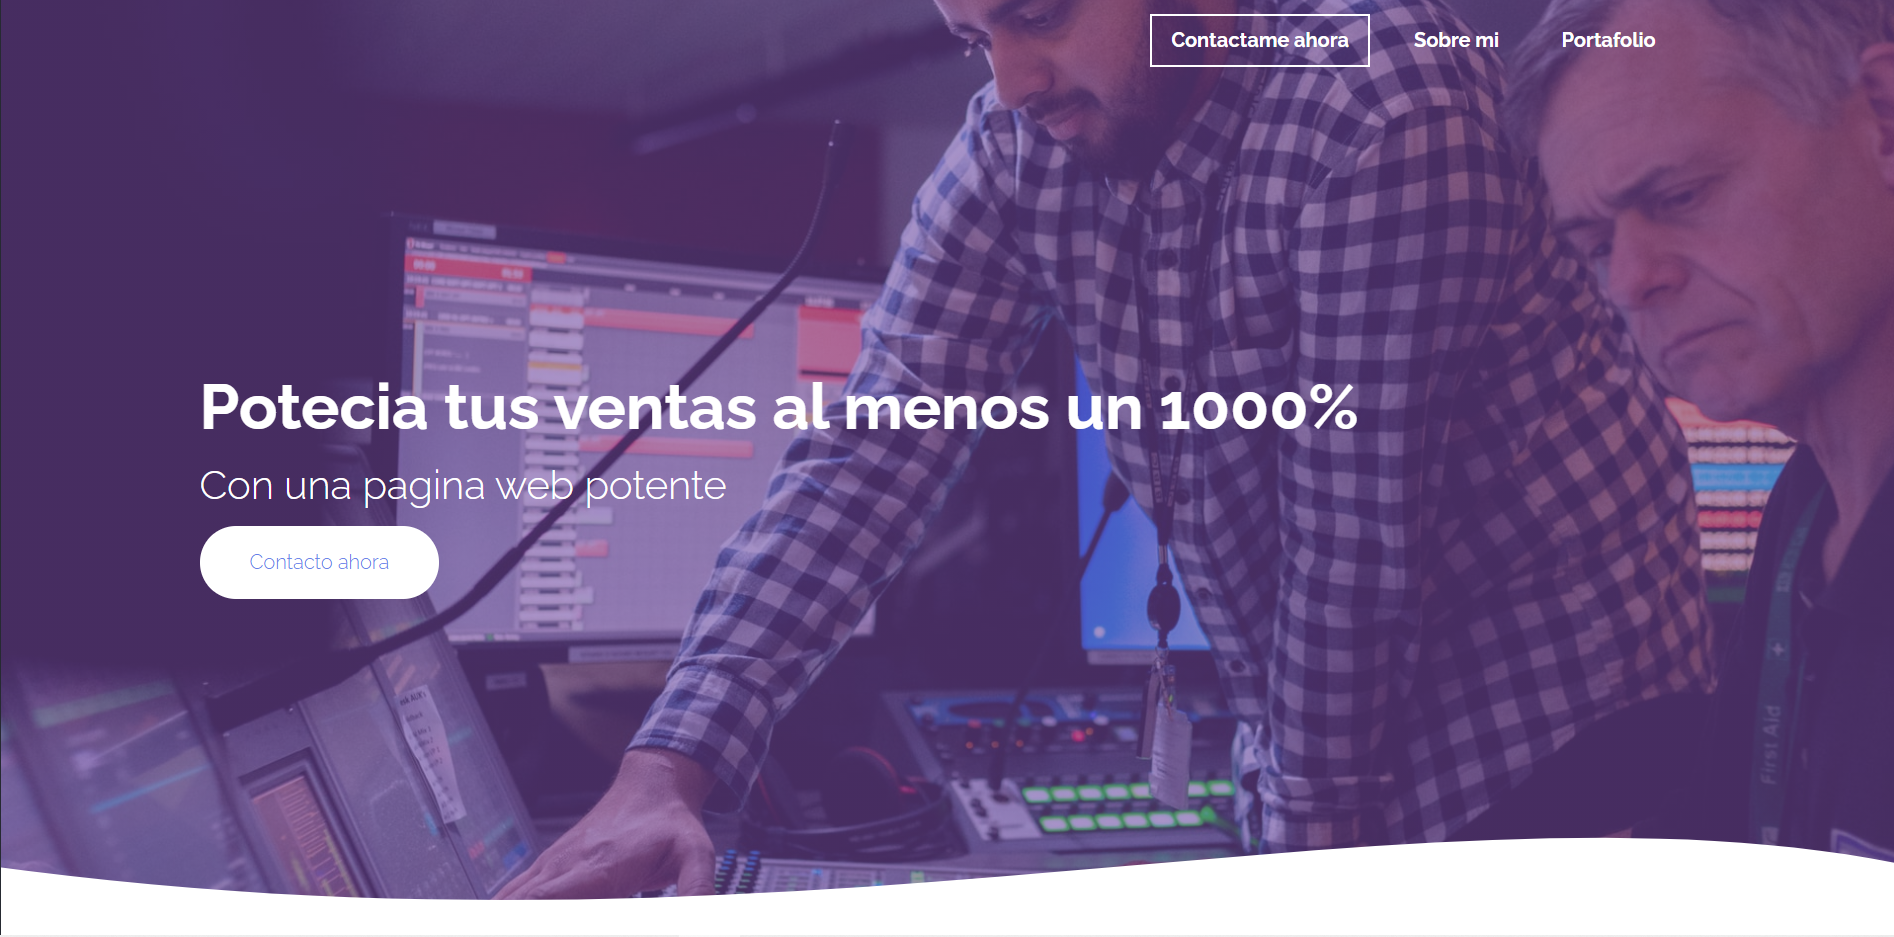 Contactame ahora
Sobre mi
Portafolio
Potecia tus ventas al menos un 1000%
Con una pagina web potente
Contacto ahora
First Aid